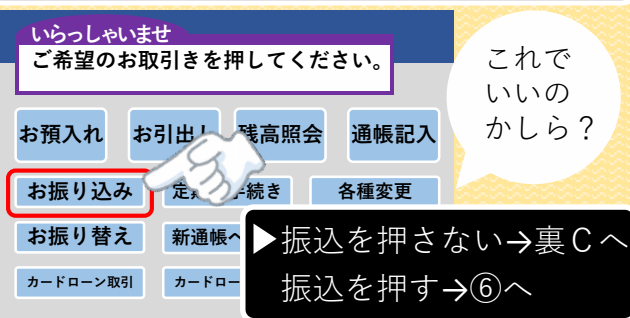 いらっしゃいませ
ご希望のお取引きを押してください。
これで
いいの
かしら？
お預入れ
お引出し
残高照会
通帳記入
お振り込み
各種変更
お振り替え
新通帳へ
カードローン取引
カードロー
▶振込を押さない→裏Ｃへ
振込を押す→⑥へ